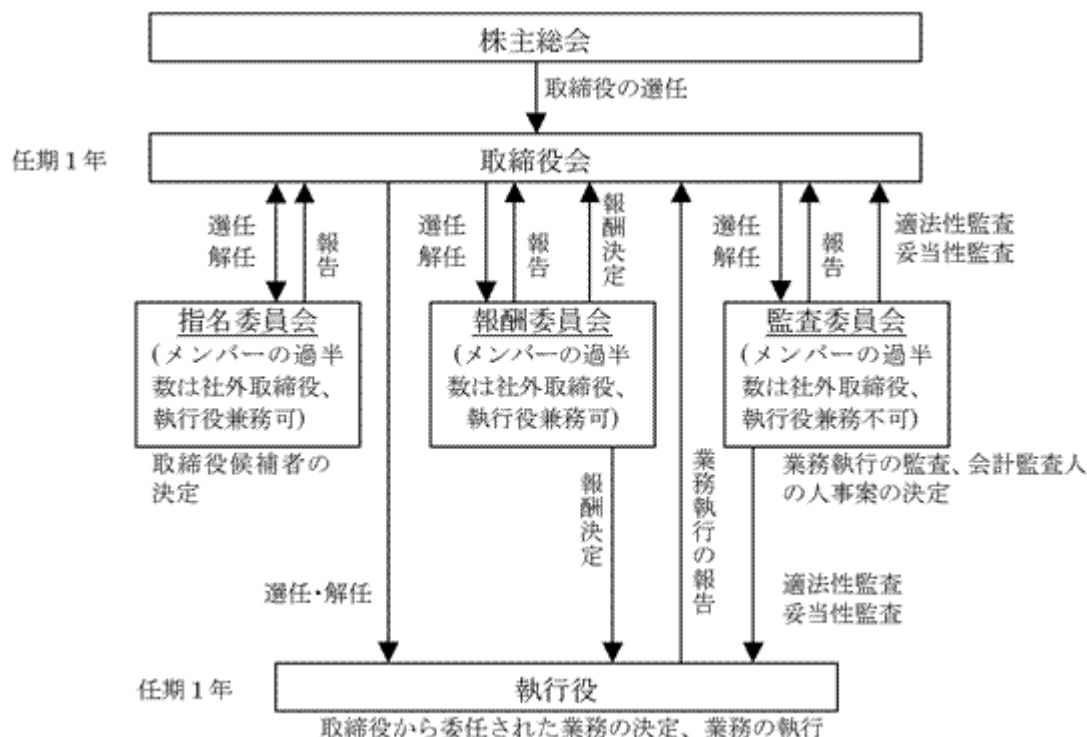 株主総会
取締役の選任
任期1年
取締役会
選任
解任
報告
選任
解任
報告
報酬決定
選任
解任
報告
適法性監査
妥当性監査
指名委員会
(メンバーの過半
数は社外取締役、
執行役兼務可)
報酬委員会
(メンバーの過半
数は社外取締役、
執行役兼務可)
監査委員会
(メンバーの過半
数は社外取締役、
執行役兼務不可)
取締役候補者の
決定
業務執行の監査、会計監査人
の人事案の決定
選任・解任
報酬決定
業務執行の報告
適法性監査
妥当性監査
任期1年
執行役
取締役から委任された業務の決定、業務の執行